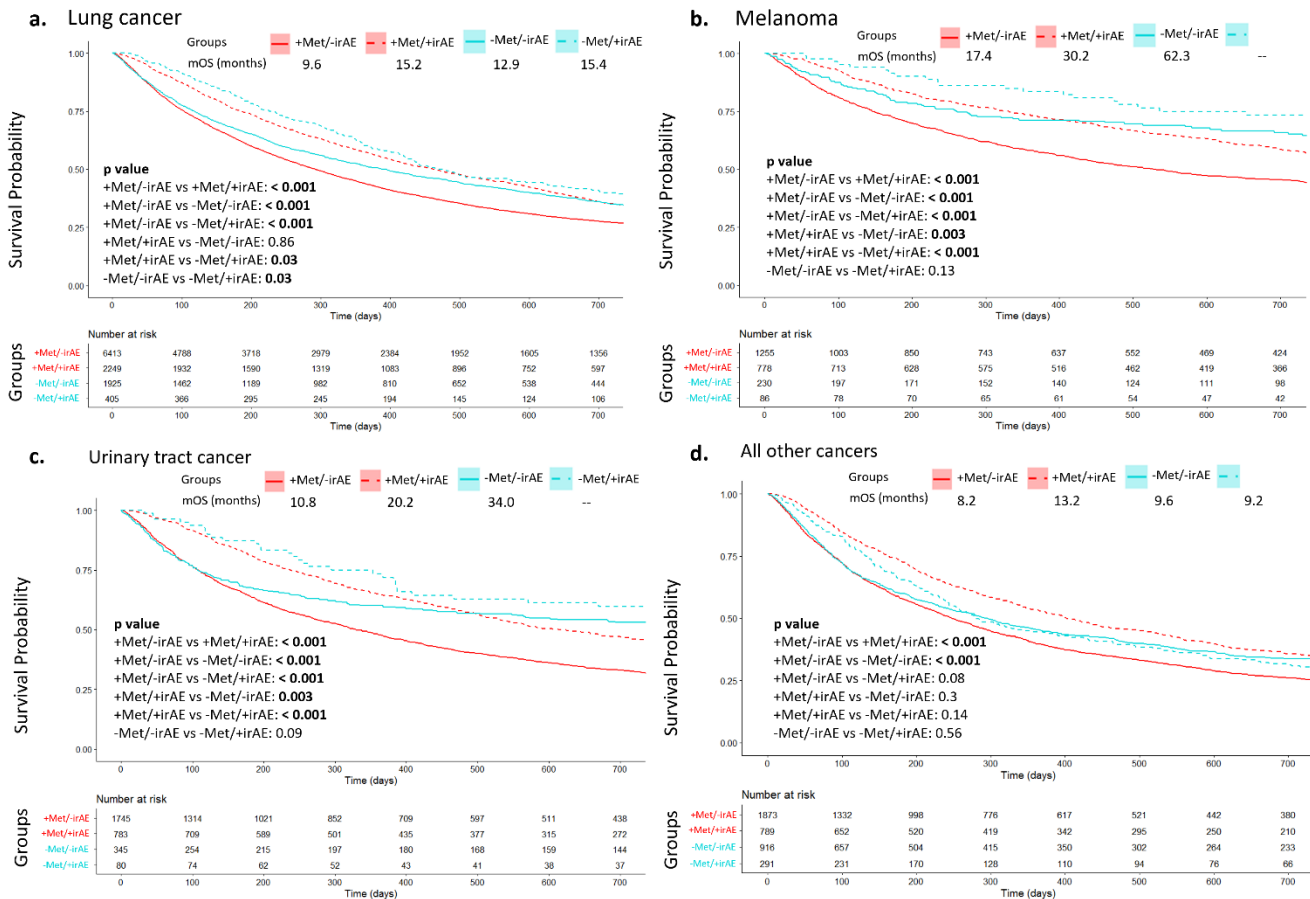 a. Lung cancer
Groups +Met/-irAE +Met/+irAE -Met/-irAE -Met/+irAE
mOS (months) 9.6 15.2 12.9 15.4
Survival Probability
1.00
0.75
0.50
0.25
0.00
p value
+Met/-irAE vs +Met/+irAE: < 0.001
+Met/-irAE vs -Met/-irAE: < 0.001
+Met/-irAE vs -Met/+irAE: < 0.001
+Met/+irAE vs -Met/-irAE: 0.86
+Met/+irAE vs -Met/+irAE: 0.03
-Met/-irAE vs -Met/+irAE: 0.03
0 100 200 300 400 500 600 700
Time (days)
Number at risk
Groups
+Met/-irAE 6413 4788 3718 2979 2384 1952 1605 1356
+Met/+irAE 2249 1932 1590 1319 1083 896 752 597
-Met/-irAE 1925 1462 1189 982 810 652 538 444
-Met/+irAE 405 366 295 245 194 145 124 106
0 100 200 300 400 500 600 700
Time (days)
b. Melanoma
Groups +Met/-irAE +Met/+irAE -Met/-irAE
mOS (months) 17.4 30.2 62.3 --
Survival Probability
1.00
0.75
0.50
0.25
0.00
p value
+Met/-irAE vs +Met/+irAE: < 0.001
+Met/-irAE vs -Met/-irAE: < 0.001
+Met/-irAE vs -Met/+irAE: < 0.001
+Met/+irAE vs -Met/-irAE: 0.003
+Met/+irAE vs -Met/+irAE: < 0.001
-Met/-irAE vs -Met/+irAE: 0.13
0 100 200 300 400 500 600 700
Time (days)
Number at risk
Groups
+Met/-irAE 1255 1003 850 743 637 552 469 424
+Met/+irAE 778 713 628 575 516 462 419 366
-Met/-irAE 230 197 171 152 140 124 111 98
-Met/+irAE 86 78 70 65 61 54 47 42
0 100 200 300 400 500 600 700
Time (days)
c. Urinary tract cancer
Groups +Met/-irAE +Met/+irAE -Met/-irAE -Met/+irAE
mOS (months) 10.8 20.2 34.0 --
Survival Probability
1.00
0.75
0.50
0.25
0.00
p value
+Met/-irAE vs +Met/+irAE: < 0.001
+Met/-irAE vs -Met/-irAE: < 0.001
+Met/-irAE vs -Met/+irAE: < 0.001
+Met/+irAE vs -Met/-irAE: 0.003
+Met/+irAE vs -Met/+irAE: < 0.001
-Met/-irAE vs -Met/+irAE: 0.09
0 100 200 300 400 500 600 700
Time (days)
Number at risk
Groups
+Met/-irAE 1745 1314 1021 852 709 597 511 438
+Met/+irAE 783 709 589 501 435 377 315 272
-Met/-irAE 345 254 215 197 180 168 159 144
-Met/+irAE 80 74 62 52 43 41 38 37
0 100 200 300 400 500 600 700
Time (days)
d. All other cancers
Groups +Met/-irAE +Met/+irAE -Met/-irAE
mOS (months) 8.2 13.2 9.6 9.2
Survival Probability
1.00
0.75
0.50
0.25
0.00
p value
+Met/-irAE vs +Met/+irAE: < 0.001
+Met/-irAE vs -Met/-irAE: < 0.001
+Met/-irAE vs -Met/+irAE: 0.08
+Met/+irAE vs -Met/-irAE: 0.3
+Met/+irAE vs -Met/+irAE: 0.14
-Met/-irAE vs -Met/+irAE: 0.56
0 100 200 300 400 500 600 700
Time (days)
Number at risk
Groups
+Met/-irAE 1873 1332 998 776 617 521 442 380
+Met/+irAE 789 652 520 419 342 295 250 210
-Met/-irAE 916 657 504 415 350 302 264 233
-Met/+irAE 291 231 170 128 110 94 76 66
0 100 200 300 400 500 600 700
Time (days)